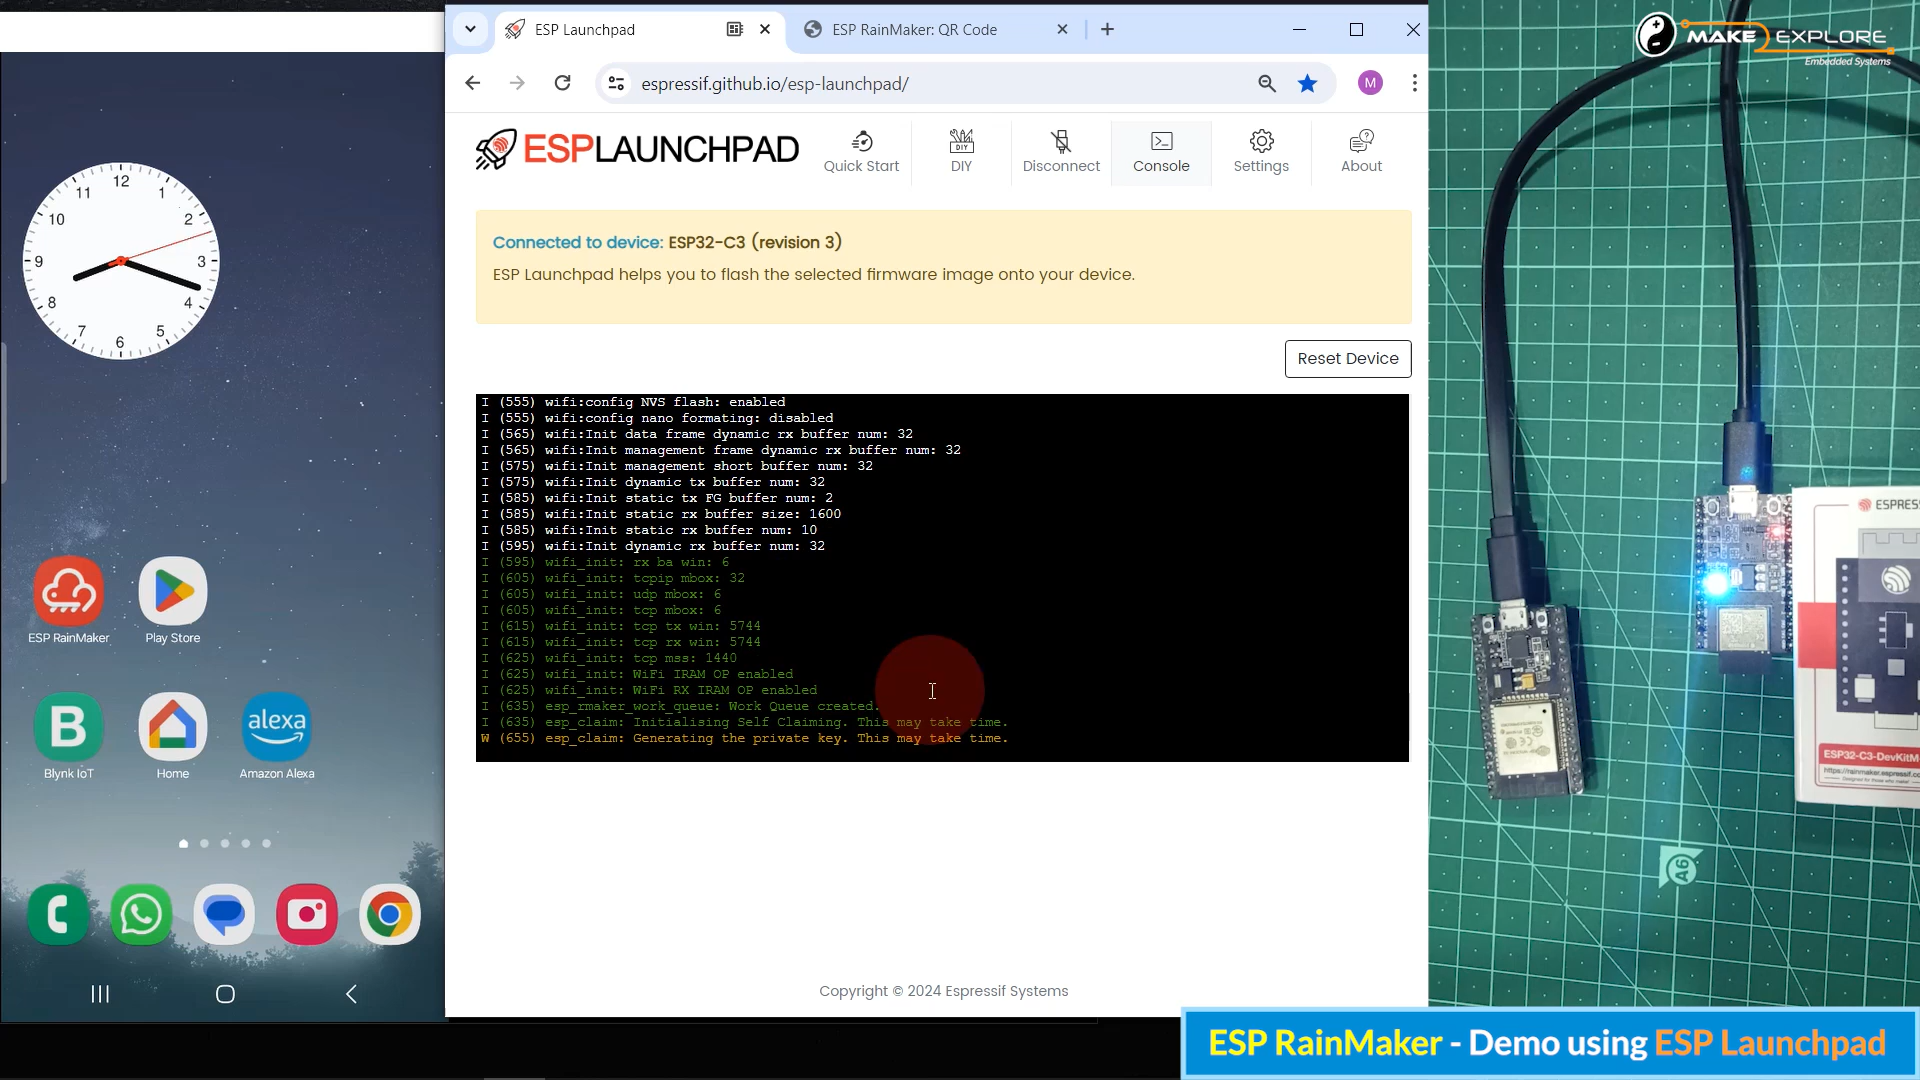 ESP Launchpad
ESP RainMaker: QR Code
espressif.github.io/esp-launchpad/
M
ESPLAUNCHPAD
Quick Start
DIY
DIY
Disconnect
Console
Settings
About
Connected to device: ESP32-C3 (revision 3)
ESP Launchpad helps you to flash the selected firmware image onto your device.
Reset Device
I (555) wifi:config NVS flash: enabled
I (555) wifi:config nano formating: disabled
I (565) wifi:Init data frame dynamic rx buffer num: 32
I (565) wifi:Init management frame dynamic rx buffer num: 32
I (575) wifi:Init management short buffer num: 32
I (575) wifi:Init dynamic tx buffer num: 32
I (585) wifi:Init static tx FG buffer num: 2
I (585) wifi:Init static rx buffer size: 1600
I (585) wifi:Init static rx buffer num: 10
I (595) wifi:Init dynamic rx buffer num: 32
I (595) wifi_init: rx ba win: 6
I (605) wifi_init: tcpip mbox: 32
I (605) wifi_init: udp mbox: 6
I (605) wifi_init: tcp mbox: 6
I (615) wifi_init: tcp tx win: 5744
I (615) wifi_init: tcp rx win: 5744
I (625) wifi_init: tcp mss: 1440
I (625) wifi_init: WiFi IRAM OP enabled
I (625) wifi_init: WiFi RX IRAM OP enabled
I (635) esp_rmaker_work_queue: Work Queue created.
I (635) esp_claim: Initialising Self Claiming. This may take time.
W (655) esp_claim: Generating the private key. This may take time.
Copyright © 2024 Espressif Systems
12
1
2
3
4
5
6
7
8
9
10
11
ESP RainMaker
Play Store
B
Blynk IoT
Home
alexa
Amazon Alexa
MAKE2EXPLORE
Embedded Systems
ESPRESS
ESP32-C3-DevKitM
https://rainmaker.espressif.co
A6
ESP RainMaker - Demo using ESP Launchpad